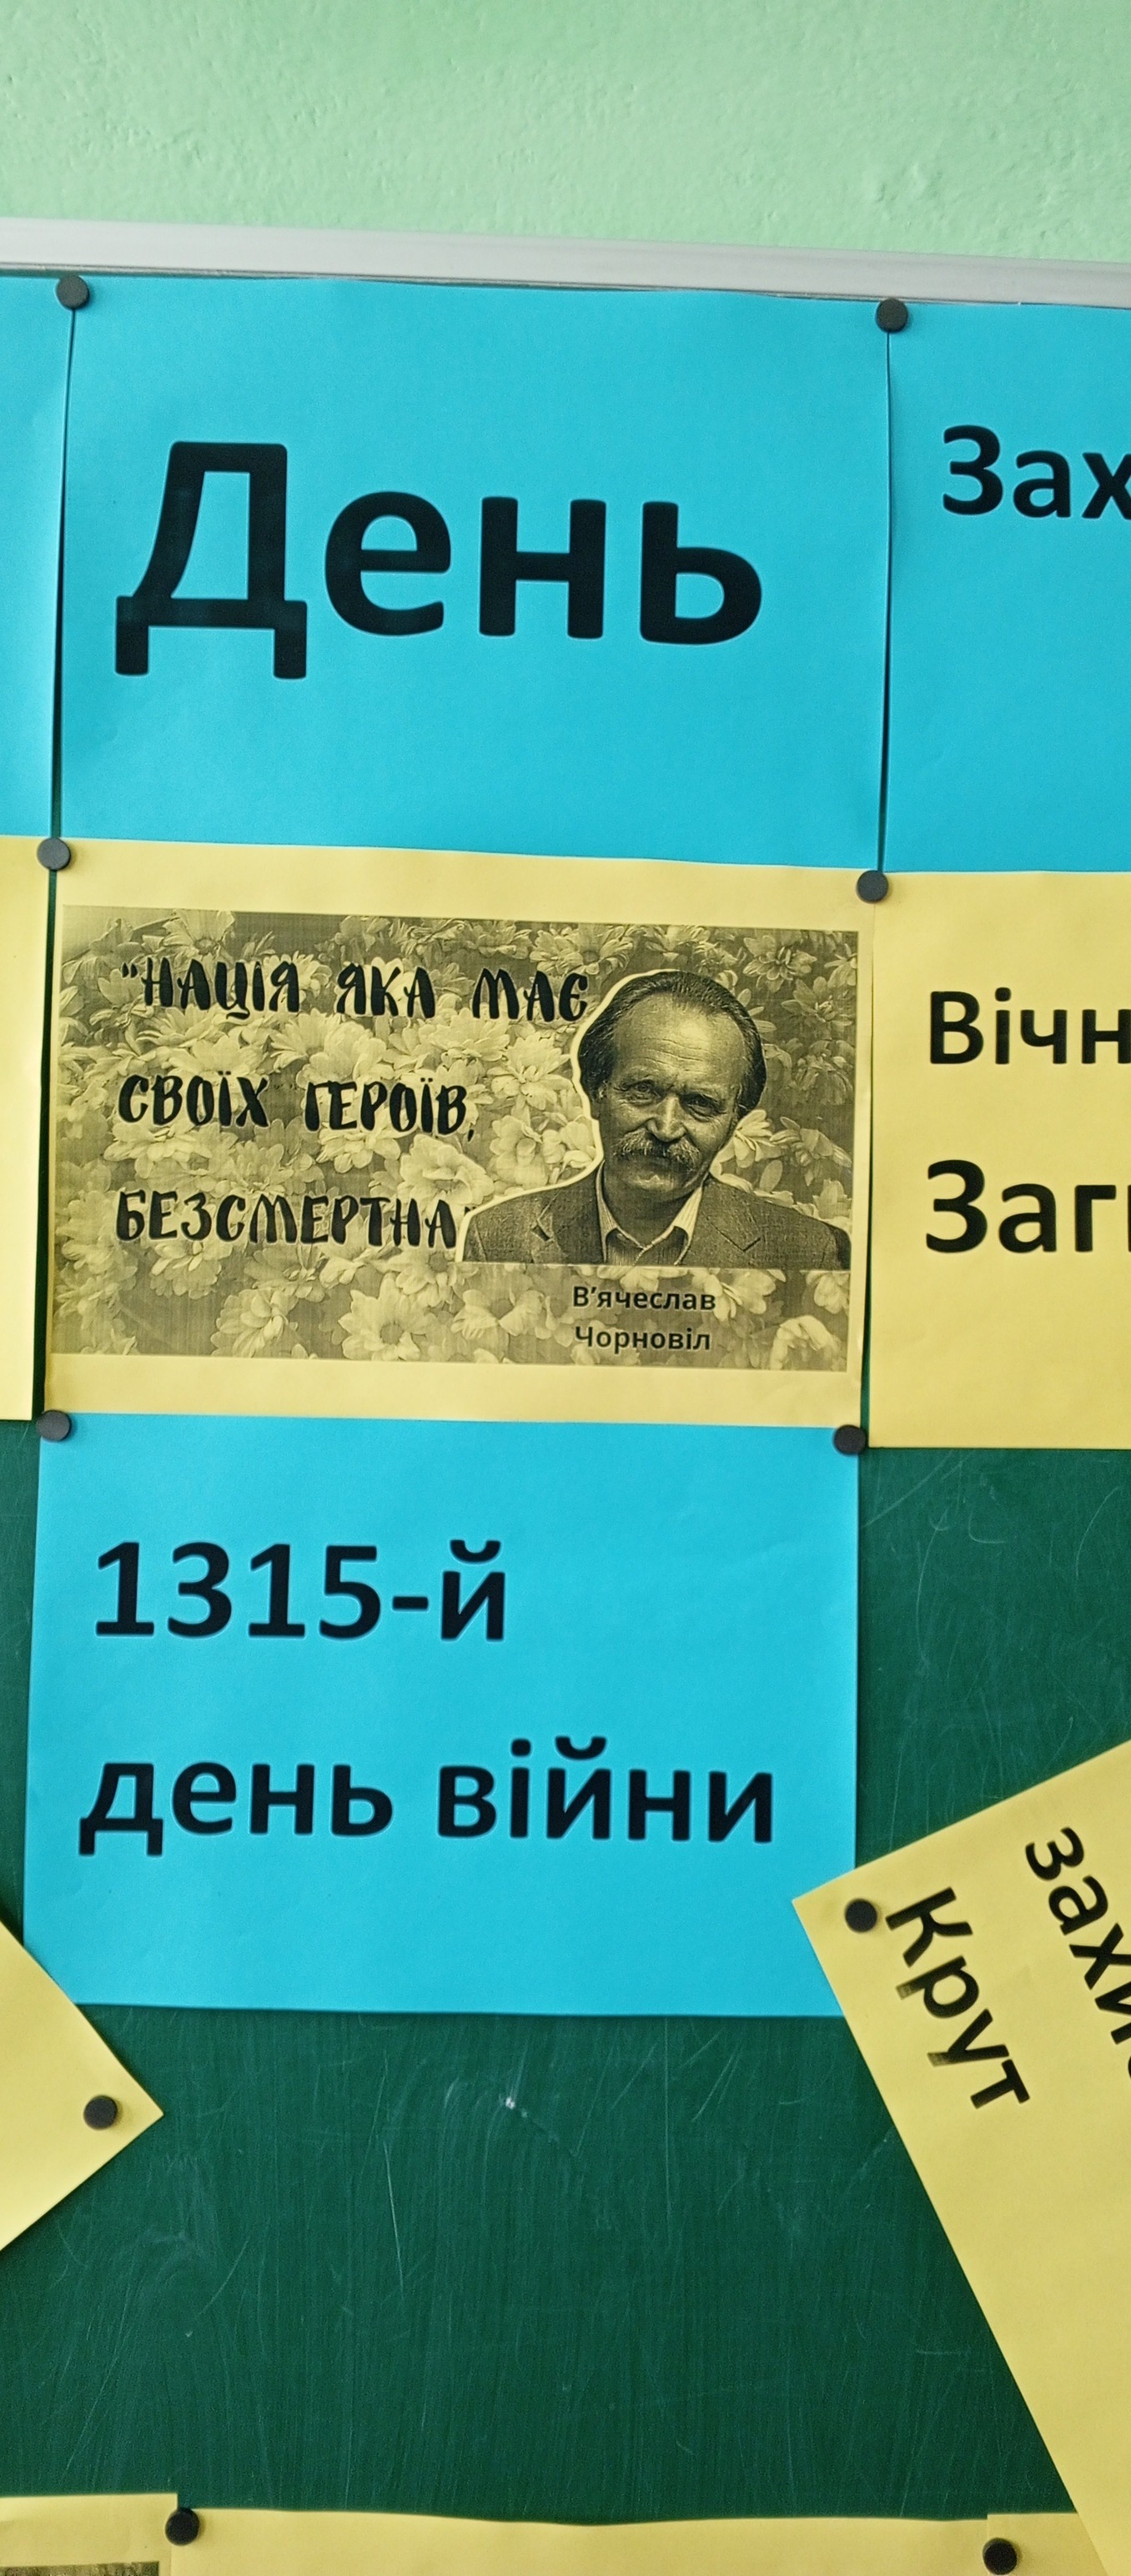 День
Зах
"НАЦІЯ ЯКА МАЄ
СВОЇХ ГЕРОЇВ,
БЕЗСМЕРТНА"
В'ячеслав
Чорновіл
Вічн
Заг
1315-й
день війни
захи
Крут